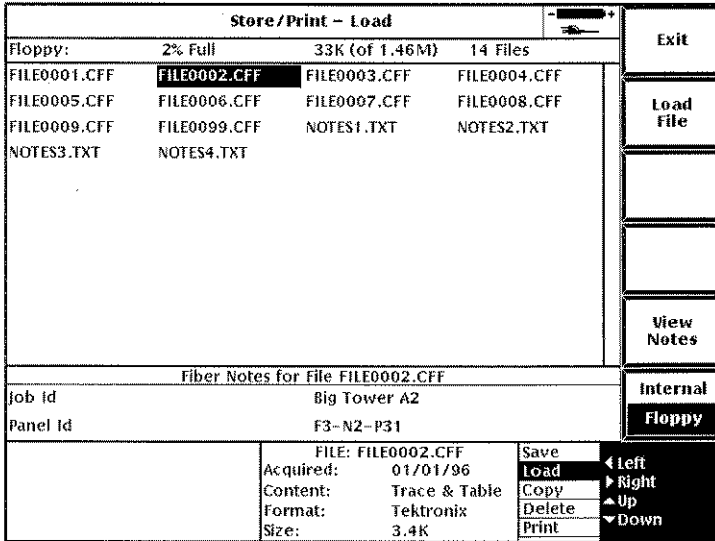 Store/Print - Load
- +
Exit
Floppy: 2% Full 33K (of 1.46M) 14 Files
FILE0001.CFF FILE0002.CFF FILE0003.CFF FILE0004.CFF
FILE0005.CFF FILE0006.CFF FILE0007.CFF FILE0008.CFF
FILE0009.CFF FILE0099.CFF NOTES1.TXT NOTES2.TXT
NOTES3.TXT NOTES4.TXT
Load
File
View
Notes
Fiber Notes for File FILE0002.CFF
Job Id Big Tower A2
Panel Id F3-N2-P31
Internal
Floppy
FILE: FILE0002.CFF
Acquired: 01/01/96
Content: Trace & Table
Format: Tektronix
Size: 3.4K
Save
Load
Copy
Delete
Print
Left
Right
Up
Down